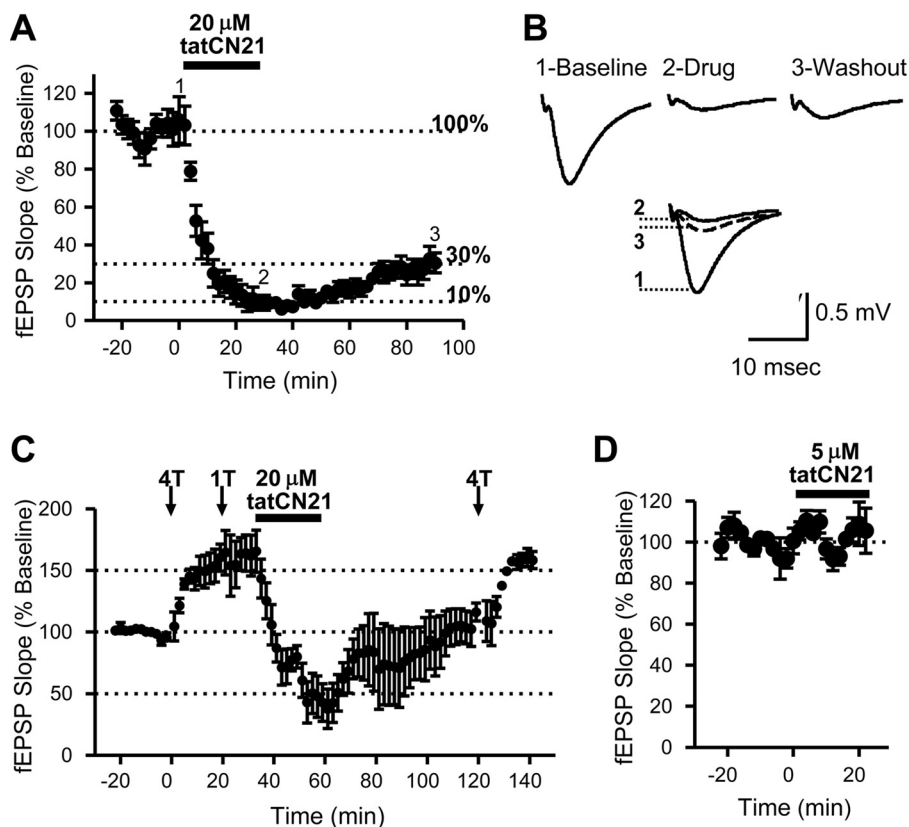 A
20 µM
tatCN21
fEPSP Slope (% Baseline)
120
100
80
60
40
20
0
1
2
3
100%
30%
10%
-20 0 20 40 60 80 100
Time (min)
B
1-Baseline 2-Drug 3-Washout
2
3
1
0.5 mV
10 msec
C
4T 1T 20 µM 4T
tatCN21
fEPSP Slope (% Baseline)
200
150
100
50
0
-20 0 20 40 60 80 100 120 140
Time (min)
D
5 µM
tatCN21
fEPSP Slope (% Baseline)
120
100
80
60
40
20
0
-20 0 20
Time (min)